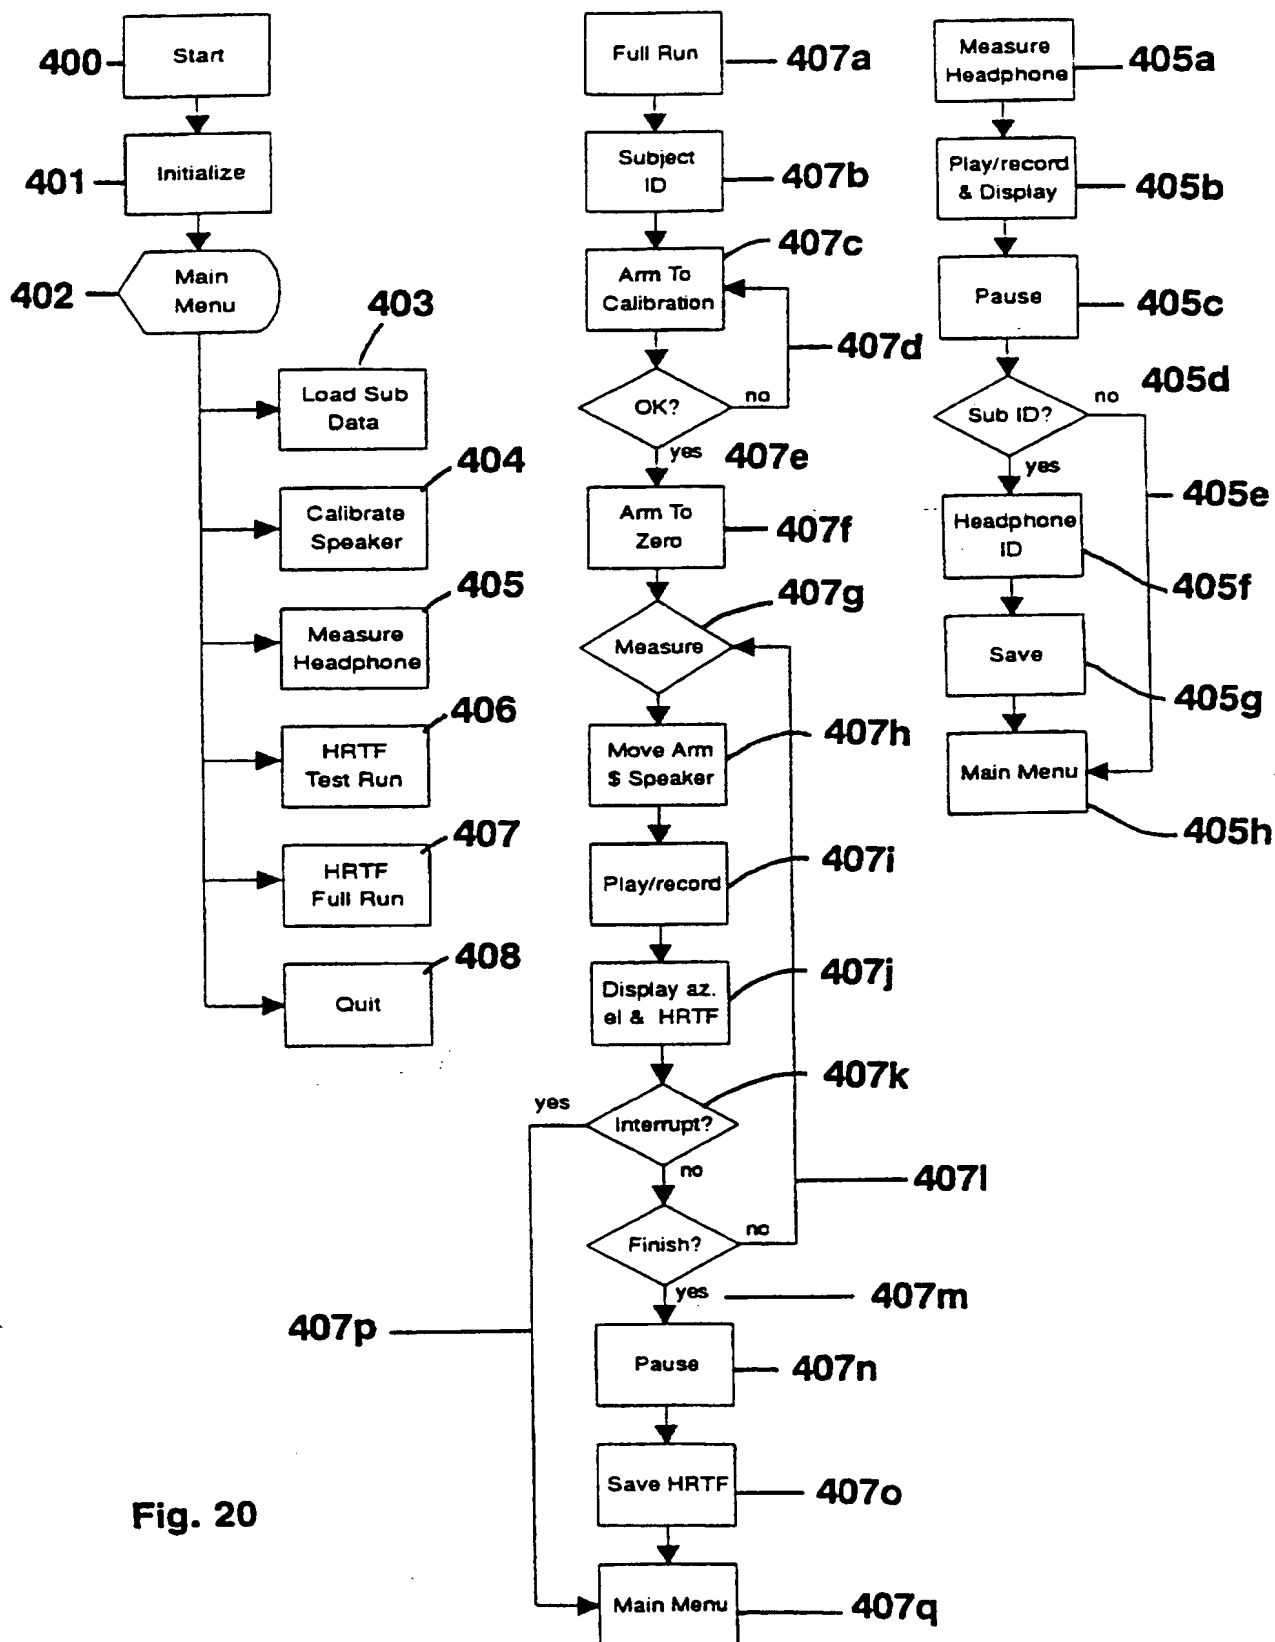 400
Start
401
Initialize
402
Main
Menu
403
Load Sub
Data
404
Calibrate
Speaker
405
Measure
Headphone
406
HRTF
Test Run
407
HRTF
Full Run
408
Quit
Full Run
407a
Subject
ID
407b
407c
Arm To
Calibration
407d
OK?
no
yes
407e
Arm To
Zero
407f
407g
Measure
Move Arm
$ Speaker
407h
Play/record
407i
Display az.
el & HRTF
407j
407k
yes
Interrupt?
no
407l
Finish?
no
yes
407m
407p
Pause
407n
Save HRTF
407o
Main Menu
407q
Measure
Headphone
405a
Play/record
& Display
405b
Pause
405c
405d
Sub ID?
no
yes
405e
Headphone
ID
405f
Save
405g
Main Menu
405h
Fig. 20